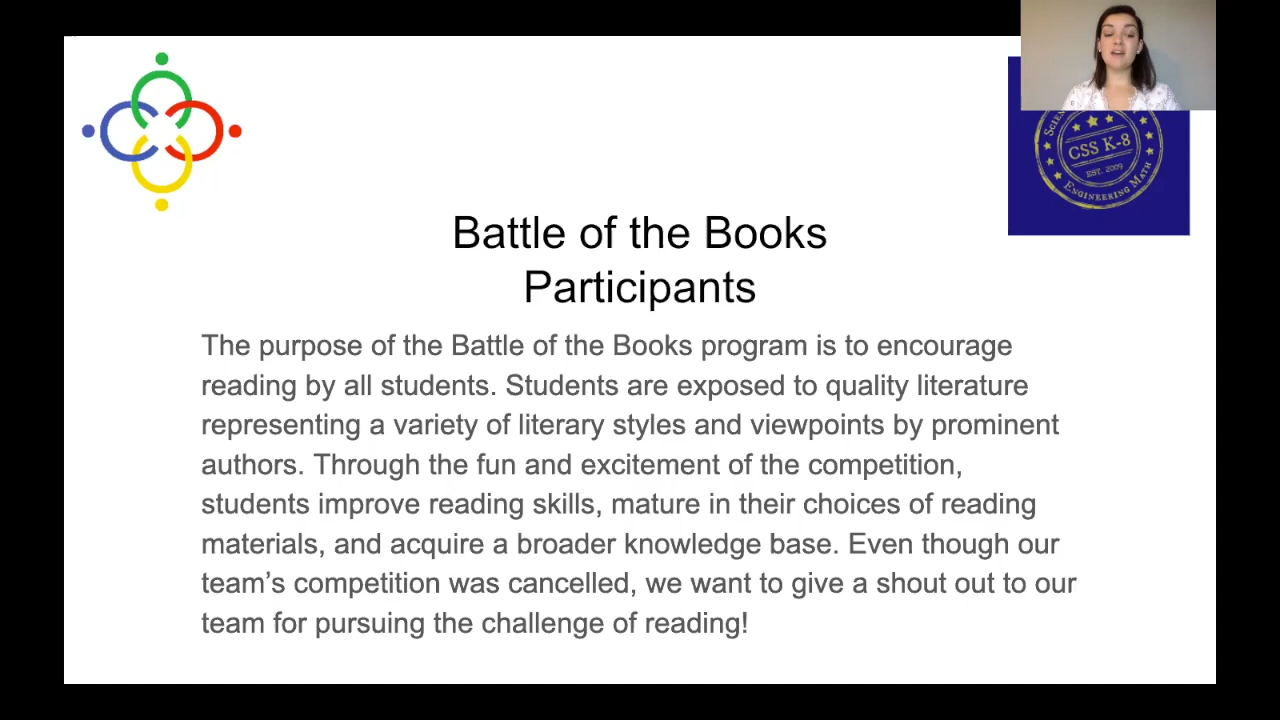 CSS K-8
EST. 2009
ENGINEERING MATH
Battle of the Books
Participants
The purpose of the Battle of the Books program is to encourage
reading by all students. Students are exposed to quality literature
representing a variety of literary styles and viewpoints by prominent
authors. Through the fun and excitement of the competition,
students improve reading skills, mature in their choices of reading
materials, and acquire a broader knowledge base. Even though our
team’s competition was cancelled, we want to give a shout out to our
team for pursuing the challenge of reading!